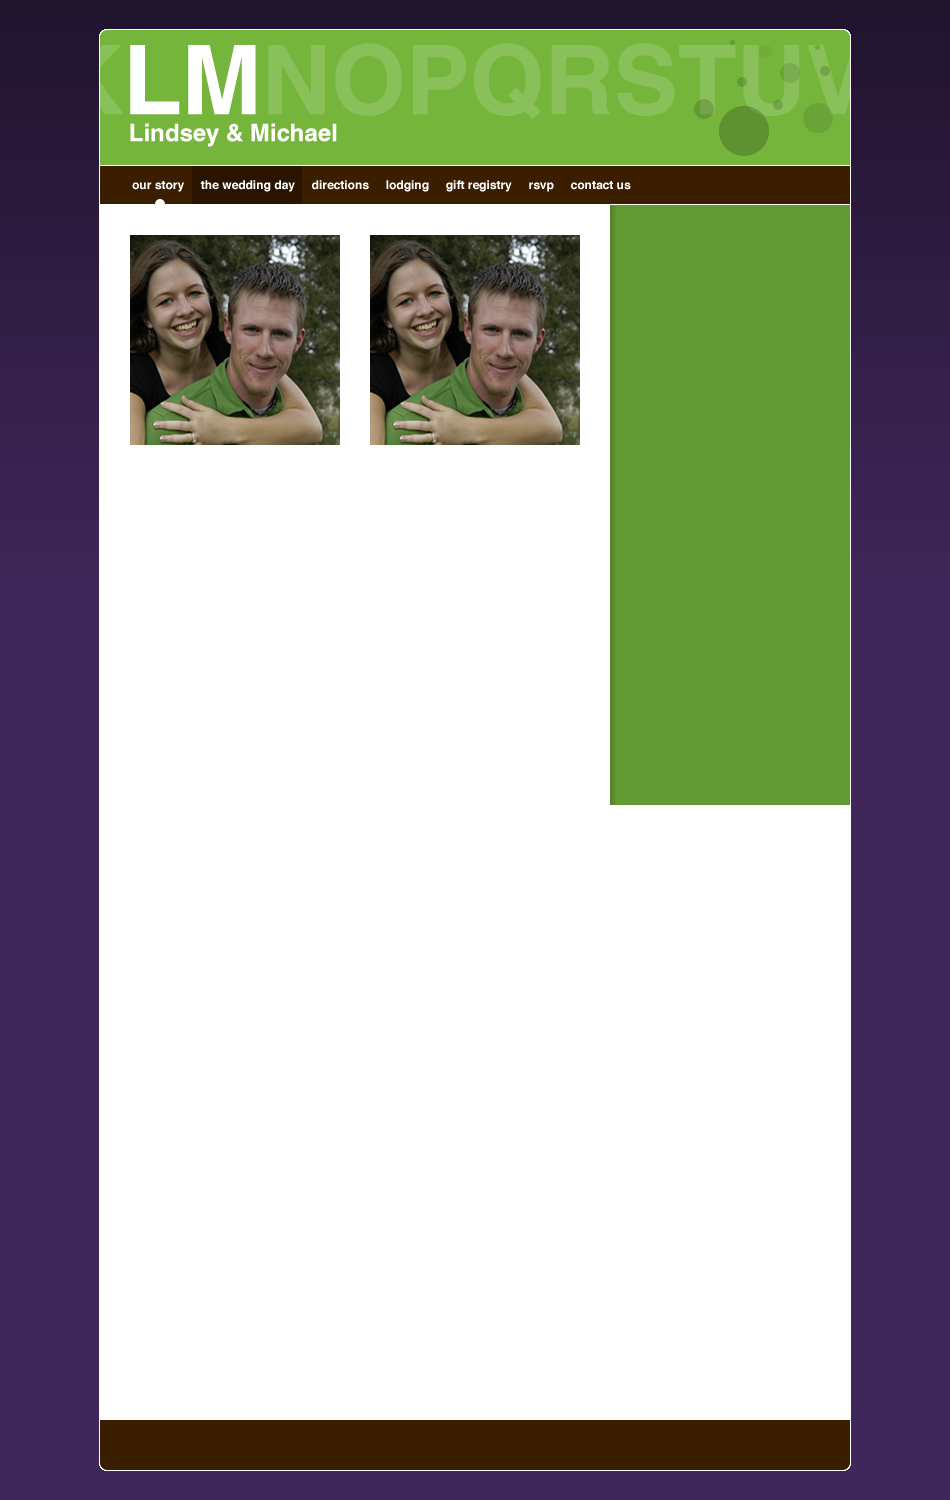 KLMNOPQRSTUV
Lindsey & Michael
our story the wedding day directions lodging gift registry rsvp contact us